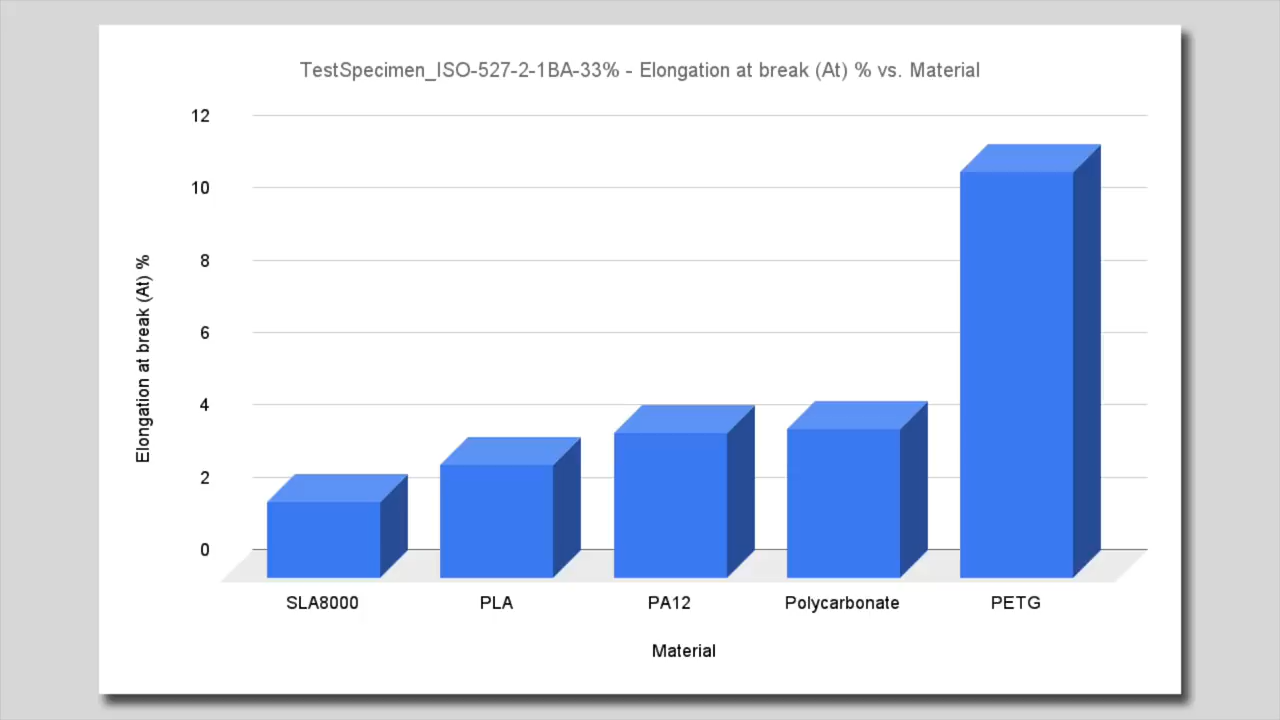 TestSpecimen_ISO-527-2-1BA-33% - Elongation at break (At) % vs. Material
12
10
8
6
4
2
0
Elongation at break (At) %
SLA8000 PLA PA12 Polycarbonate PETG
Material